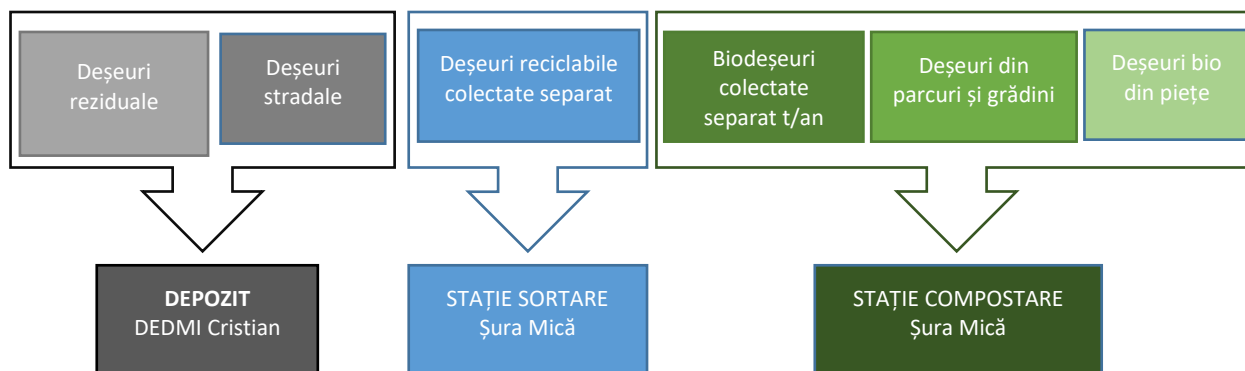 Deșeuri
reziduale
Deșeuri
stradale
Deșeuri reciclabile
colectate separat
Biodeșeuri
colectate
separat t/an
Deșeuri din
parcuri și grădini
Deșeuri bio
din piețe
DEPOZIT
DEDMI Cristian
STAȚIE SORTARE
Șura Mică
STAȚIE COMPOSTARE
Șura Mică